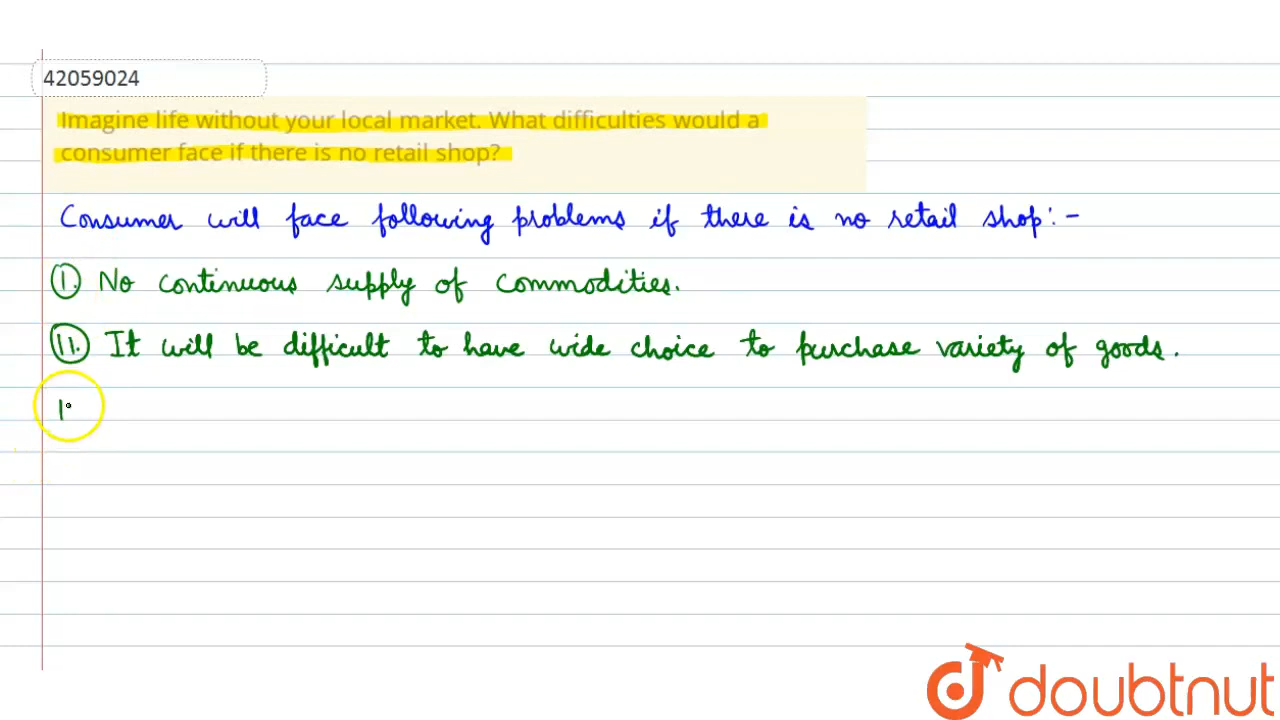 42059024
Imagine life without your local market. What difficulties would a
consumer face if there is no retail shop?
Consumer will face following problems if there is no retail shop:-
I. No continuous supply of commodities.
II. It will be difficult to have wide choice to purchase variety of goods.
doubtnut